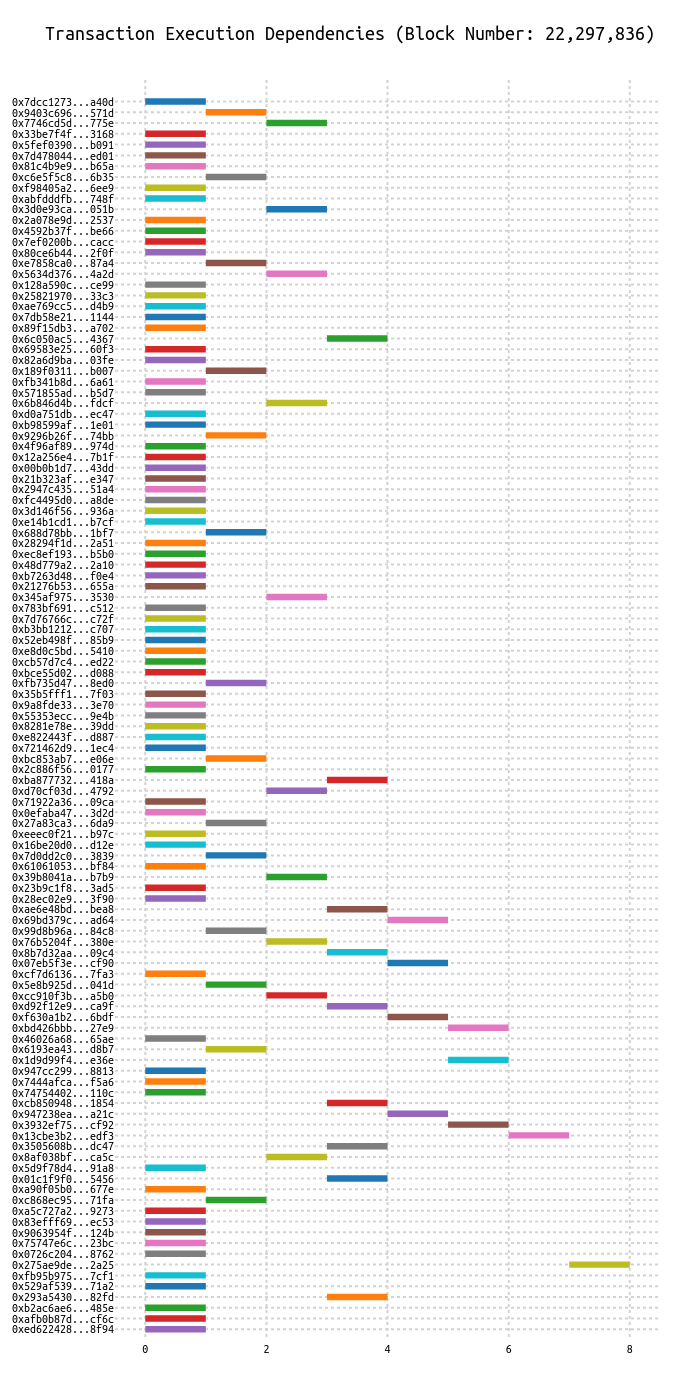 Transaction Execution Dependencies (Block Number: 22,297,836)
0x7dcc1273...a40d
0x9403c696...571d
0x7746cd5d...775e
0x33be7f4f...3168
0x5fef0390...b091
0x7d478044...ed01
0x81c4b9e9...b65a
0xc6e5f5c8...6b35
0xf98405a2...6ee9
0xabfdddfb...748f
0x3d0e93ca...051b
0x2a078e9d...2537
0x4592b37f...be66
0x7ef0200b...cacc
0x80ce6b44...2f0f
0xe7858ca0...87a4
0x5634d376...4a2d
0x128a590c...ce99
0x25821970...33c3
0xae769cc5...d4b9
0x7db58e21...1144
0x89f15db3...a702
0x6c050ac5...4367
0x69583e25...60f3
0x82a6d9ba...03fe
0x189f0311...b007
0xfb341b8d...6a61
0x571855ad...b5d7
0x6b846d4b...fdcf
0xd0a751db...ec47
0xb98599af...1e01
0x9296b26f...74bb
0x4f96af89...974d
0x12a256e4...7b1f
0x00b0b1d7...43dd
0x21b323af...e347
0x2947c435...51a4
0xfc4495d0...a8de
0x3d146f56...936a
0xe14b1cd1...b7cf
0x688d78bb...1bf7
0x28294f1d...2a51
0xec8ef193...b5b0
0x48d779a2...2a10
0xb7263d48...f0e4
0x21276b53...655a
0x345af975...3530
0x783bf691...c512
0x7d76766c...c72f
0xb3bb1212...c707
0x52eb498f...85b9
0xe8d0c5bd...5410
0xcb57d7c4...ed22
0xbce55d02...d088
0xfb735d47...8ed0
0x35b5fff1...7f03
0x9a8fde33...3e70
0x55353ecc...9e4b
0x8281e78e...39dd
0xe822443f...d887
0x721462d9...1ec4
0xbc853ab7...e06e
0x2c886f56...0177
0xba877732...418a
0xd70cf03d...4792
0x71922a36...09ca
0x0efaba47...3d2d
0x27a83ca3...6da9
0xeeec0f21...b97c
0x16be20d0...d12e
0x7d0dd2c0...3839
0x61061053...bf84
0x39b8041a...b7b9
0x23b9c1f8...3ad5
0x28ec02e9...3f90
0xae6e48bd...bea8
0x69bd379c...ad64
0x99d8b96a...84c8
0x76b5204f...380e
0x8b7d32aa...09c4
0x07eb5f3e...cf90
0xcf7d6136...7fa3
0x5e8b925d...041d
0xcc910f3b...a5b0
0xd92f12e9...ca9f
0xf630a1b2...6bdf
0xbd426bbb...27e9
0x46026a68...65ae
0x6193ea43...d8b7
0x1d9d99f4...e36e
0x947cc299...8813
0x7444afca...f5a6
0x74754402...110c
0xcb850948...1854
0x947238ea...a21c
0x3932ef75...cf92
0x13cbe3b2...edf3
0x3505608b...dc47
0x8af038bf...ca5c
0x5d9f78d4...91a8
0x01c1f9f0...5456
0xa90f05b0...677e
0xc868ec95...71fa
0xa5c727a2...9273
0x83efff69...ec53
0x9063954f...124b
0x75747e6c...23bc
0x0726c204...8762
0x275ae9de...2a25
0xfb95b975...7cf1
0x529af539...71a2
0x293a5430...82fd
0xb2ac6ae6...485e
0xafb0b87d...cf6c
0xed622428...8f94
0 2 4 6 8